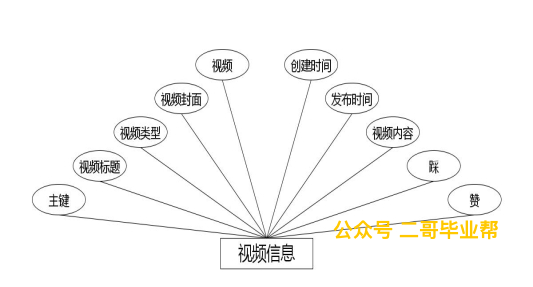 视频
创建时间
视频封面
发布时间
视频类型
视频内容
视频标题
踩
主键
赞
公众号 二哥毕业帮
视频信息